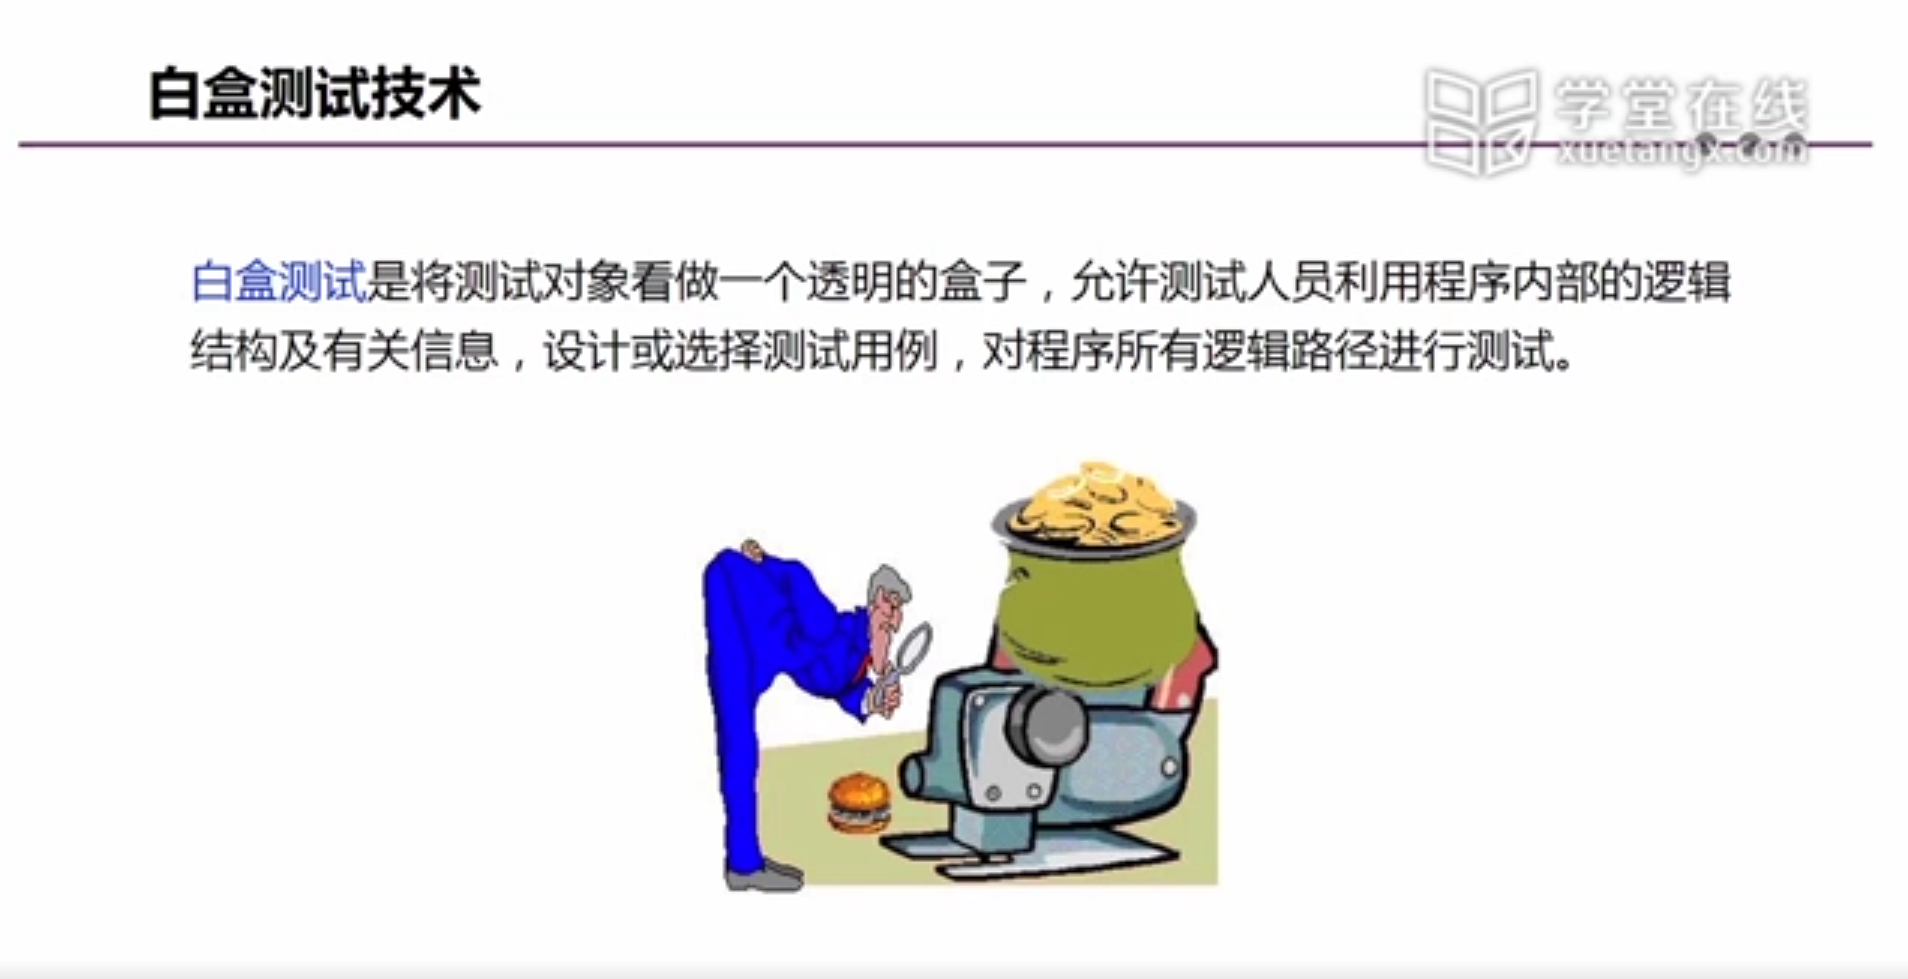 白盒测试技术
学堂在线
xuetangx.com
白盒测试是将测试对象看做一个透明的盒子，允许测试人员利用程序内部的逻辑
结构及有关信息，设计或选择测试用例，对程序所有逻辑路径进行测试。